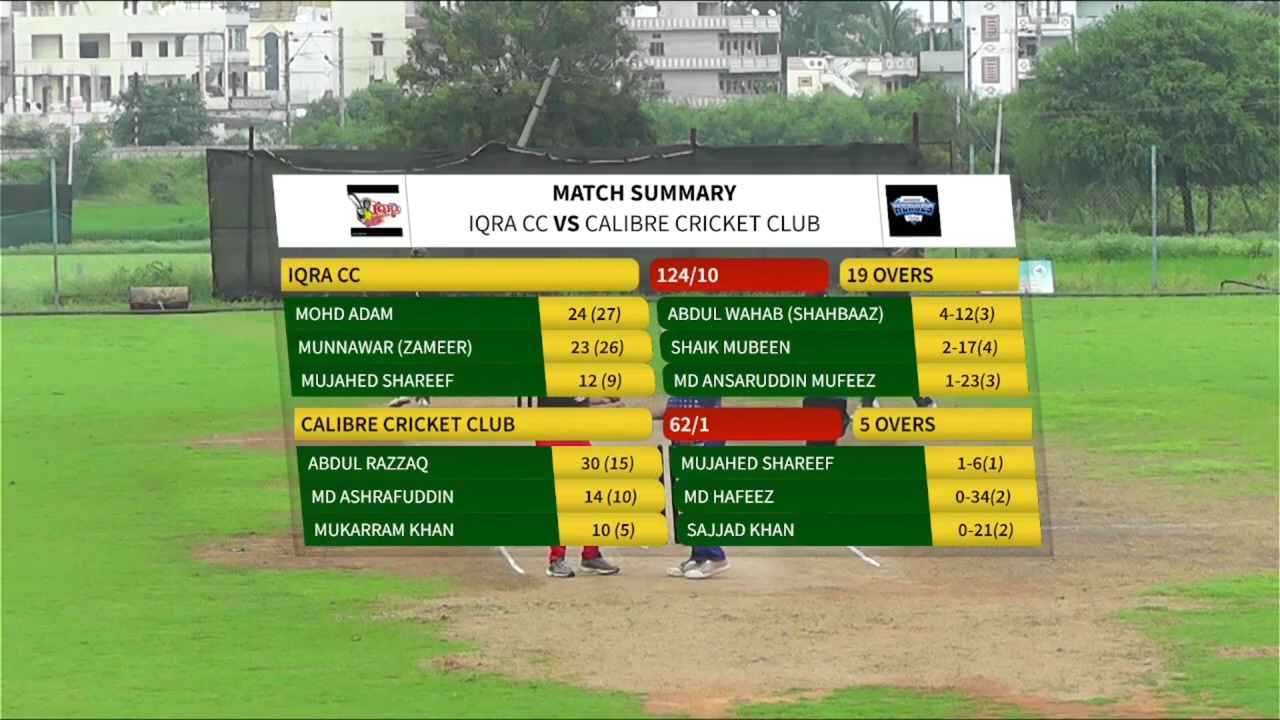 MATCH SUMMARY
IQRA CC VS CALIBRE CRICKET CLUB
IQRA CC 124/10 19 OVERS
MOHD ADAM 24 (27) ABDUL WAHAB (SHAHBAAZ) 4-12(3)
MUNNAWAR (ZAMEER) 23 (26) SHAIK MUBEEN 2-17(4)
MUJAHED SHAREEF 12 (9) MD ANSARUDDIN MUFEEZ 1-23(3)
CALIBRE CRICKET CLUB 62/1 5 OVERS
ABDUL RAZZAQ 30 (15) MUJAHED SHAREEF 1-6(1)
MD ASHRAFUDDIN 14 (10) MD HAFEEZ 0-34(2)
MUKARRAM KHAN 10 (5) SAJJAD KHAN 0-21(2)